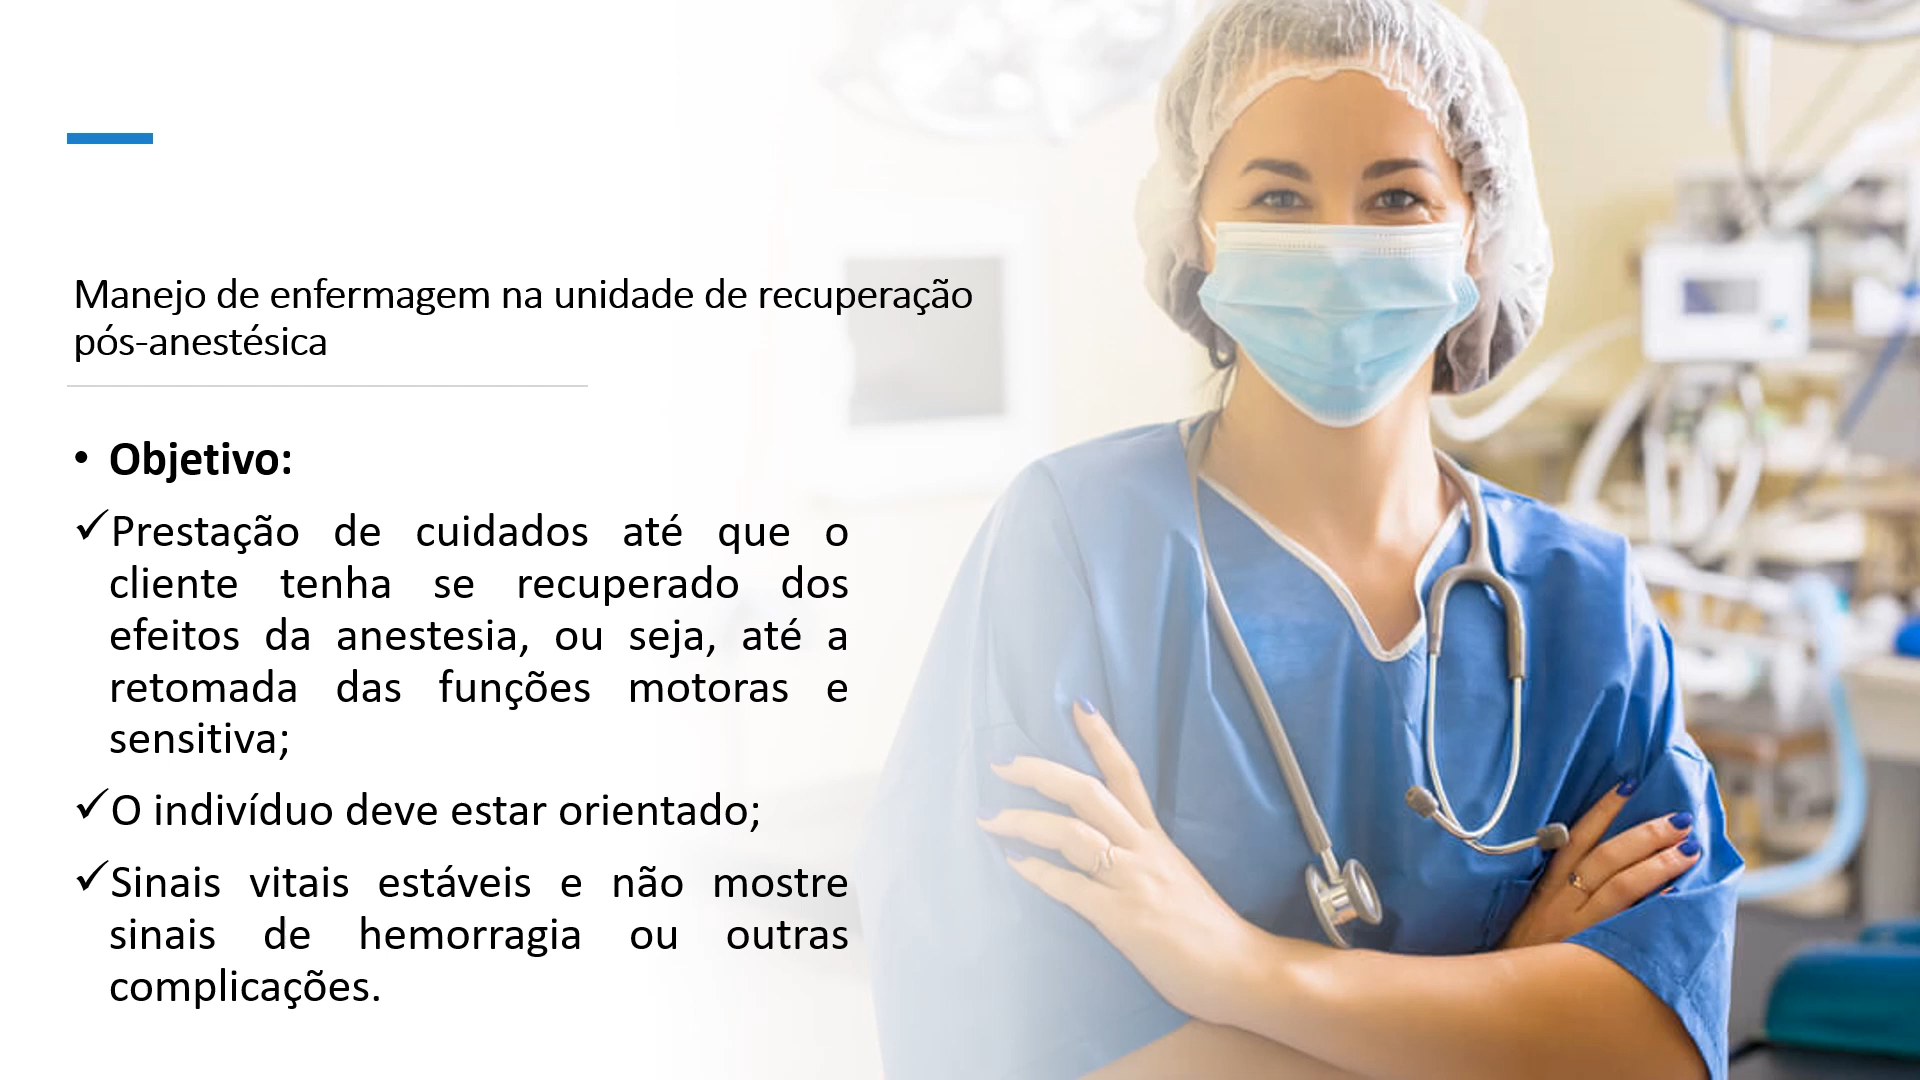 Manejo de enfermagem na unidade de recuperação
pós-anestésica
• Objetivo:
✓Prestação de cuidados até que o
cliente tenha se recuperado dos
efeitos da anestesia, ou seja, até a
retomada das funções motoras e
sensitiva;
✓O indivíduo deve estar orientado;
✓Sinais vitais estáveis e não mostre
sinais de hemorragia ou outras
complicações.